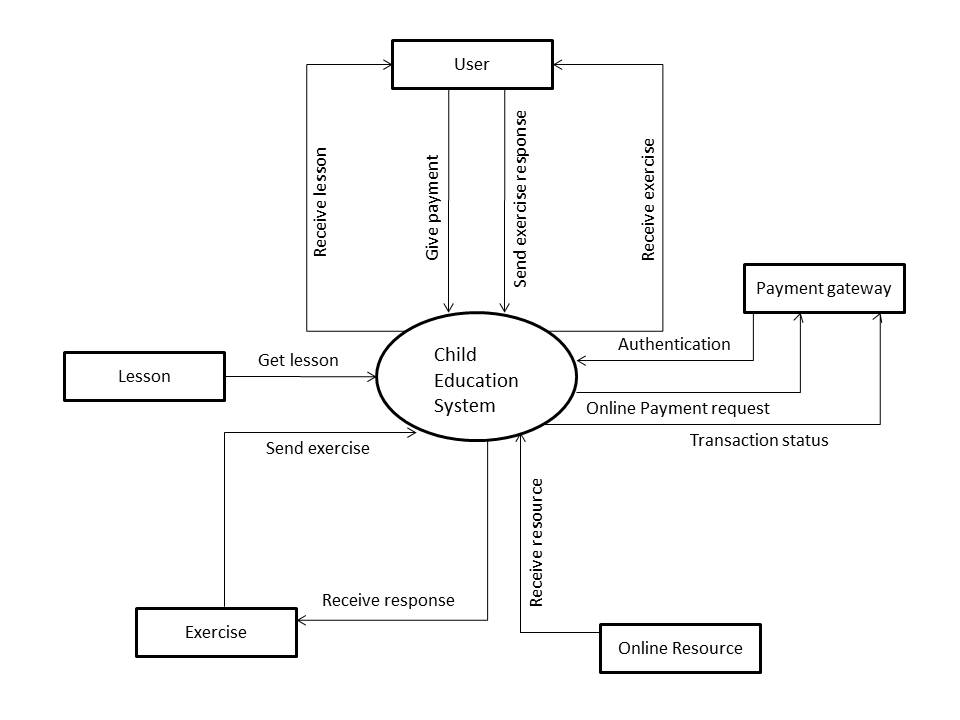 User
Receive lesson
Give payment
Send exercise response
Receive exercise
Payment gateway
Authentication
Online Payment request
Transaction status
Child
Education
System
Get lesson
Lesson
Send exercise
Receive response
Exercise
Receive resource
Online Resource